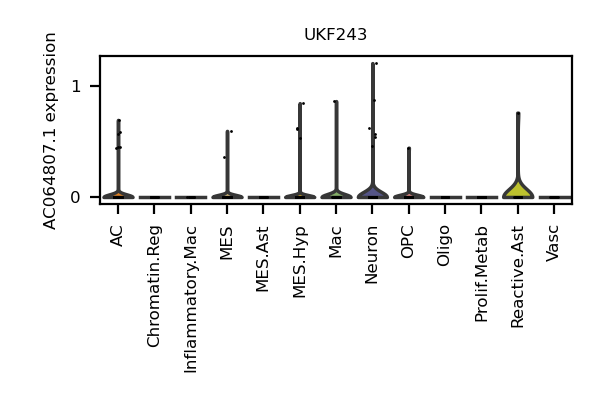 UKF243
AC064807.1 expression
1
0
AC
Chromatin.Reg
Inflammatory.Mac
MES
MES.Ast
MES.Hyp
Mac
Neuron
OPC
Oligo
Prolif.Metab
Reactive.Ast
Vasc